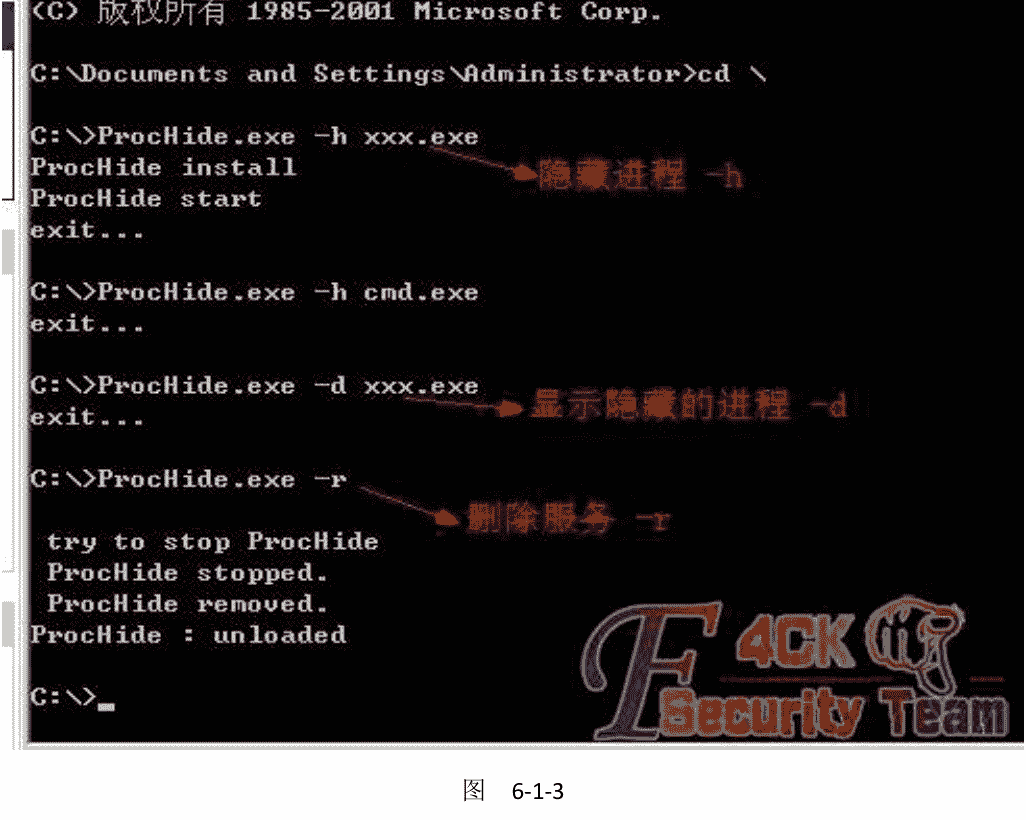 (C) 版权所有 1985-2001 Microsoft Corp.
C:\Documents and Settings\Administrator>cd \
C:\>ProcHide.exe -h xxx.exe
隐藏进程 -h
ProcHide install
ProcHide start
exit...
C:\>ProcHide.exe -h cmd.exe
exit...
C:\>ProcHide.exe -d xxx.exe
显示隐藏的进程 -d
exit...
C:\>ProcHide.exe -r
删除服务 -r
try to stop ProcHide
ProcHide stopped.
ProcHide removed.
ProcHide : unloaded
C:\>_
F4CK
Security Team
图 6-1-3